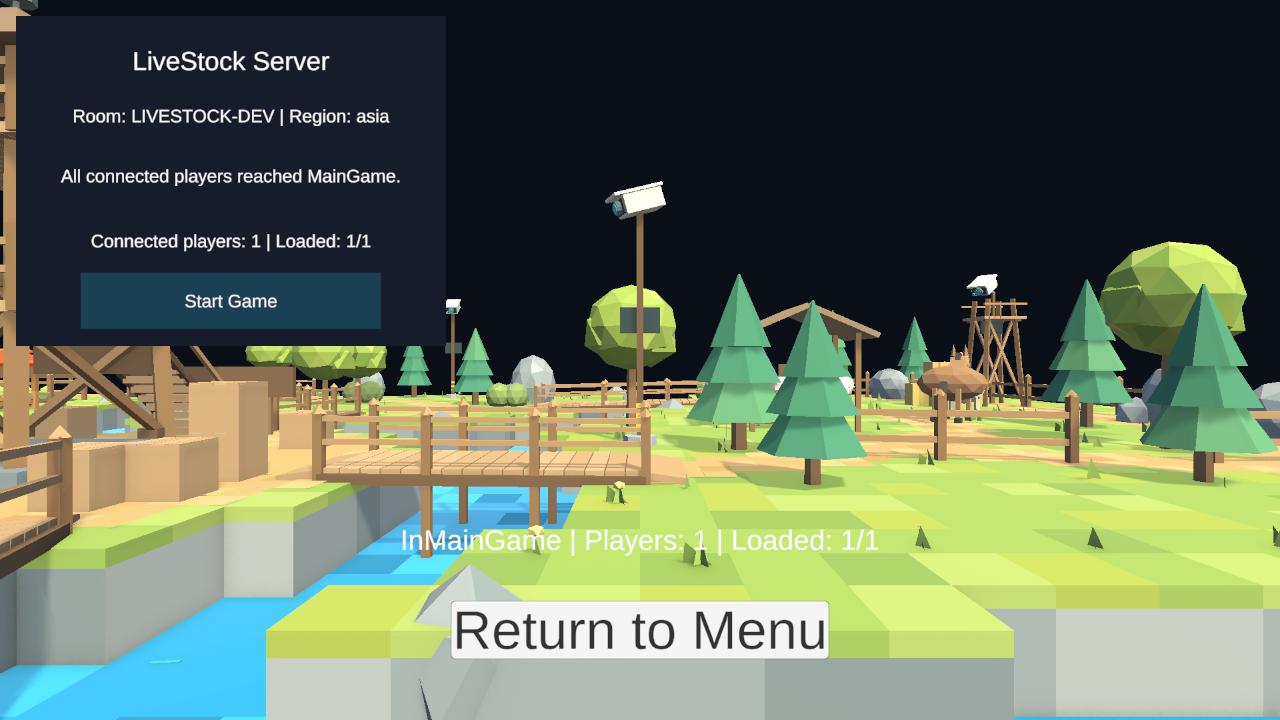 LiveStock Server
Room: LIVESTOCK-DEV | Region: asia
All connected players reached MainGame.
Connected players: 1 | Loaded: 1/1
Start Game
InMainGame | Players: 1 | Loaded: 1/1
Return to Menu